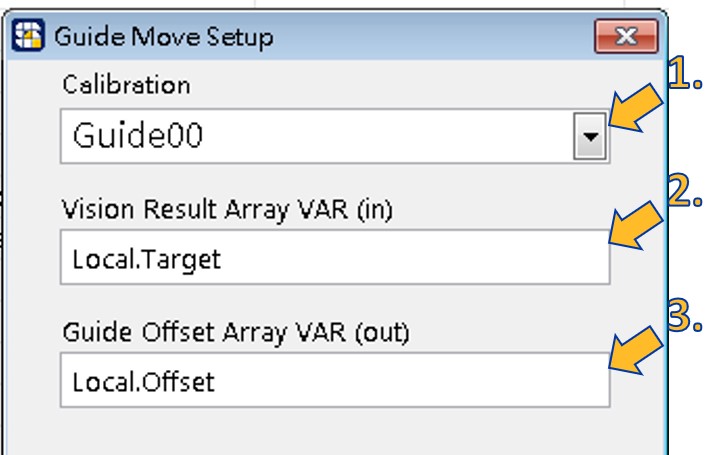 Guide Move Setup
Calibration
1.
Guide00
Vision Result Array VAR (in)
2.
Local.Target
Guide Offset Array VAR (out)
3.
Local.Offset